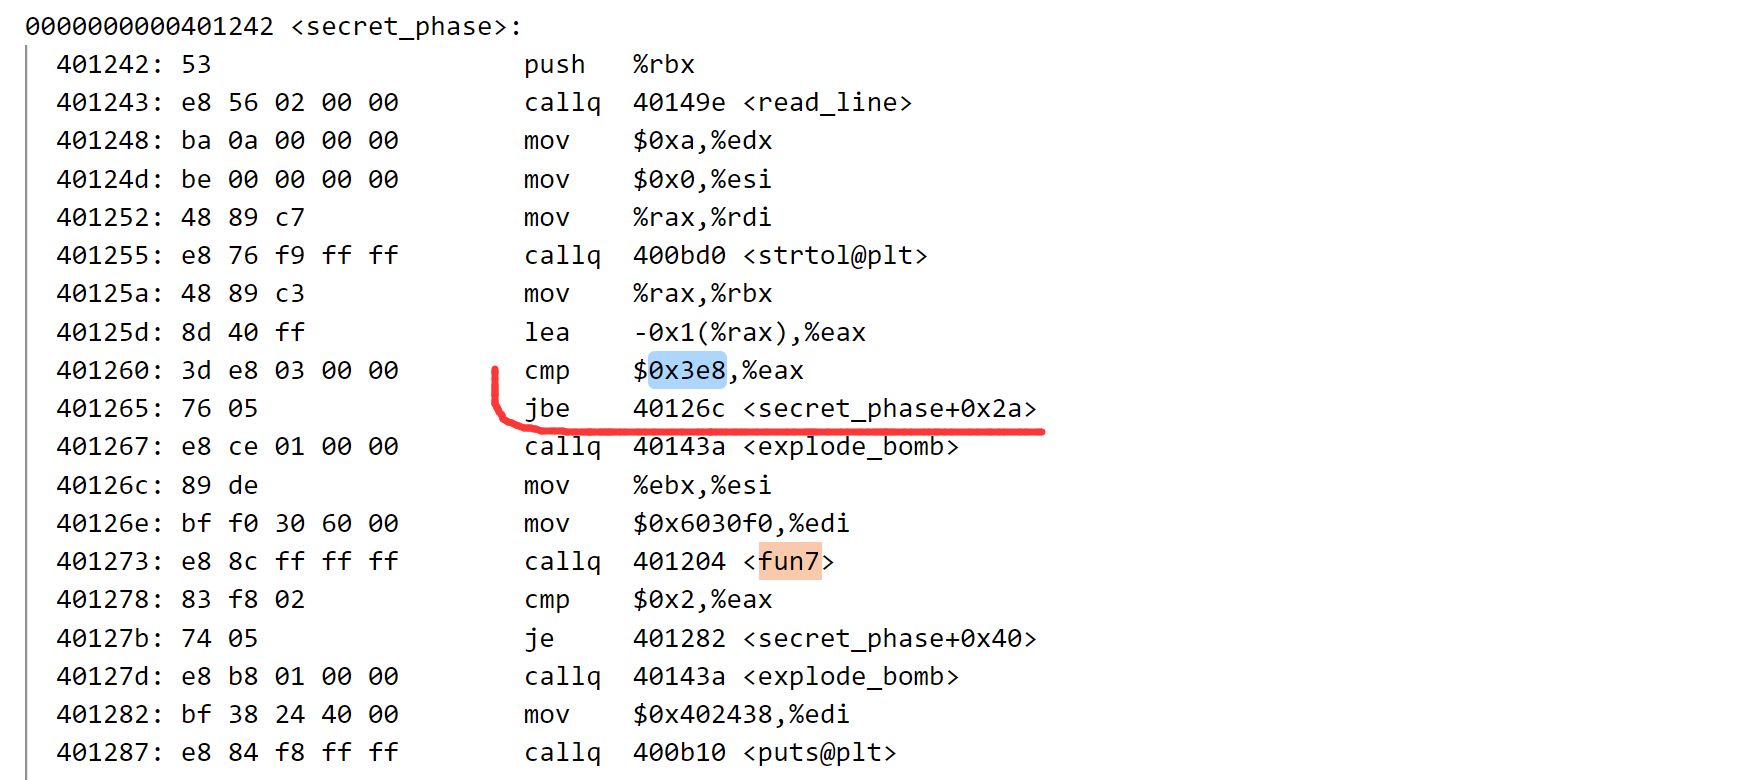 0000000000401242 <secret_phase>:
401242: 53 push %rbx
401243: e8 56 02 00 00 callq 40149e <read_line>
401248: ba 0a 00 00 00 mov $0xa,%edx
40124d: be 00 00 00 00 mov $0x0,%esi
401252: 48 89 c7 mov %rax,%rdi
401255: e8 76 f9 ff ff callq 400bd0 <strtol@plt>
40125a: 48 89 c3 mov %rax,%rbx
40125d: 8d 40 ff lea -0x1(%rax),%eax
401260: 3d e8 03 00 00 cmp $0x3e8,%eax
401265: 76 05 jbe 40126c <secret_phase+0x2a>
401267: e8 ce 01 00 00 callq 40143a <explode_bomb>
40126c: 89 de mov %ebx,%esi
40126e: bf f0 30 60 00 mov $0x6030f0,%edi
401273: e8 8c ff ff ff callq 401204 <fun7>
401278: 83 f8 02 cmp $0x2,%eax
40127b: 74 05 je 401282 <secret_phase+0x40>
40127d: e8 b8 01 00 00 callq 40143a <explode_bomb>
401282: bf 38 24 40 00 mov $0x402438,%edi
401287: e8 84 f8 ff ff callq 400b10 <puts@plt>